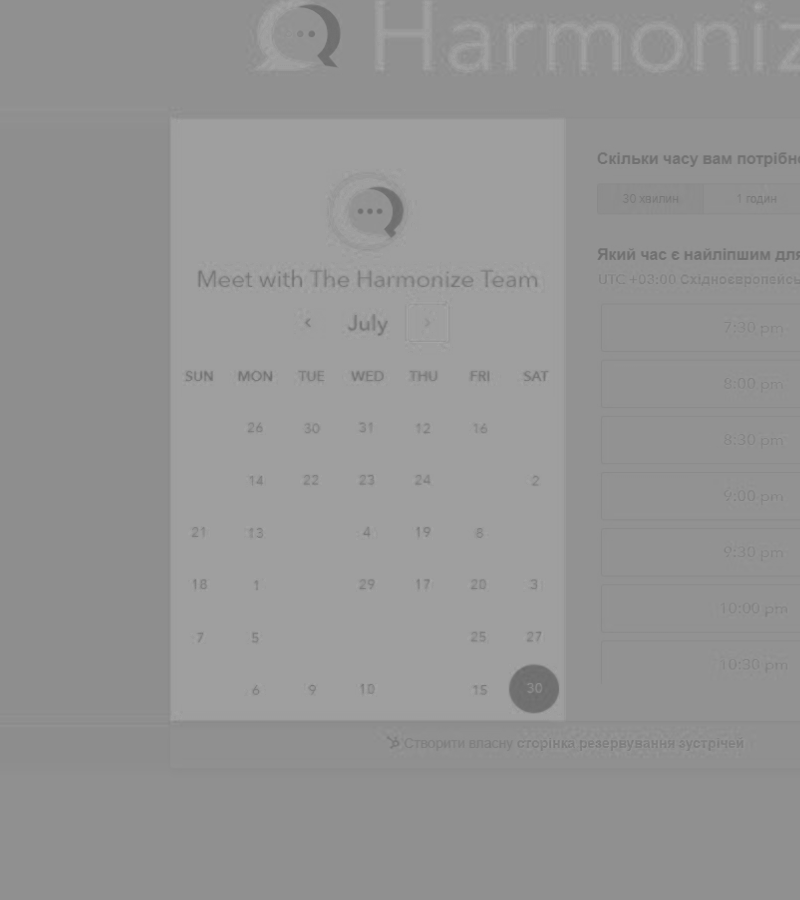 Harmoniz
Скільки часу вам потрібно
30 хвилин
1 годин
Meet with The Harmonize Team
Який час є найліпшим для
UTC +03:00 Східноєвропейсь
July
7:30 pm
SUN MON TUE WED THU FRI SAT
8:00 pm
26 30 31 12 16
8:30 pm
14 22 23 24 2
9:00 pm
21 13 4 19 8
9:30 pm
18 1 29 17 20 3
10:00 pm
7 5 25 27
10:30 pm
6 9 10 15 30
Створити власну сторінка резервування зустрічей